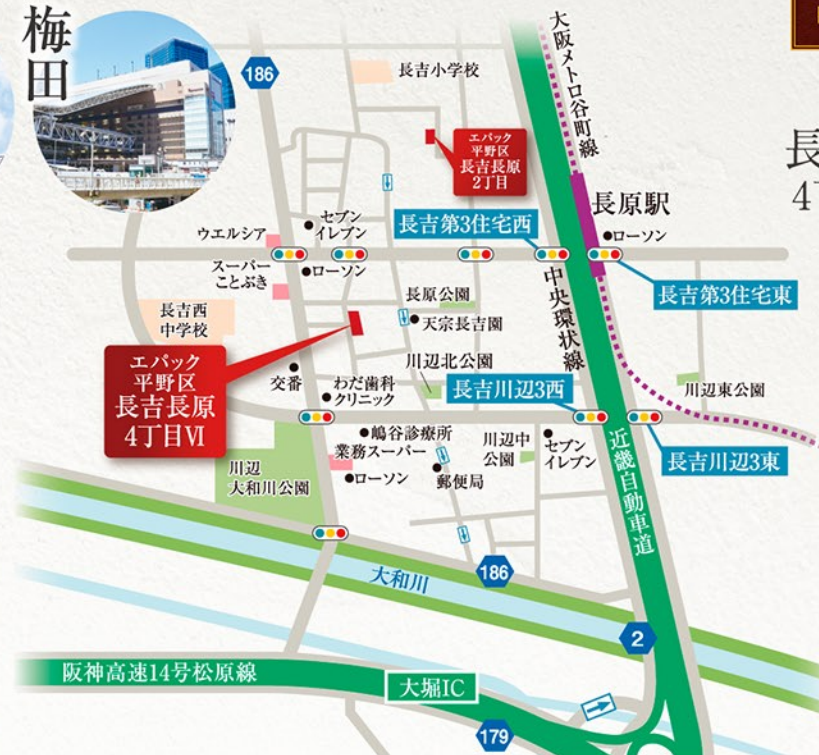 梅田
186
長吉小学校
大阪メトロ谷町線
エパック
平野区
長吉長原
2丁目
長
4丁
長原駅
ローソン
ウエルシア
セブン
イレブン
長吉第3住宅西
スーパー
ことぶき
ローソン
中央環状線
長吉第3住宅東
長吉西
中学校
長原公園
天宗長吉園
エパック
平野区
長吉長原
4丁目Ⅵ
交番
わだ歯科
クリニック
川辺北公園
長吉川辺3西
川辺東公園
嶋谷診療所
業務スーパー
ローソン
川辺中
公園
セブン
イレブン
長吉川辺3東
川辺
大和川公園
郵便局
近畿自動車道
大和川
186
2
阪神高速14号松原線
大堀IC
179